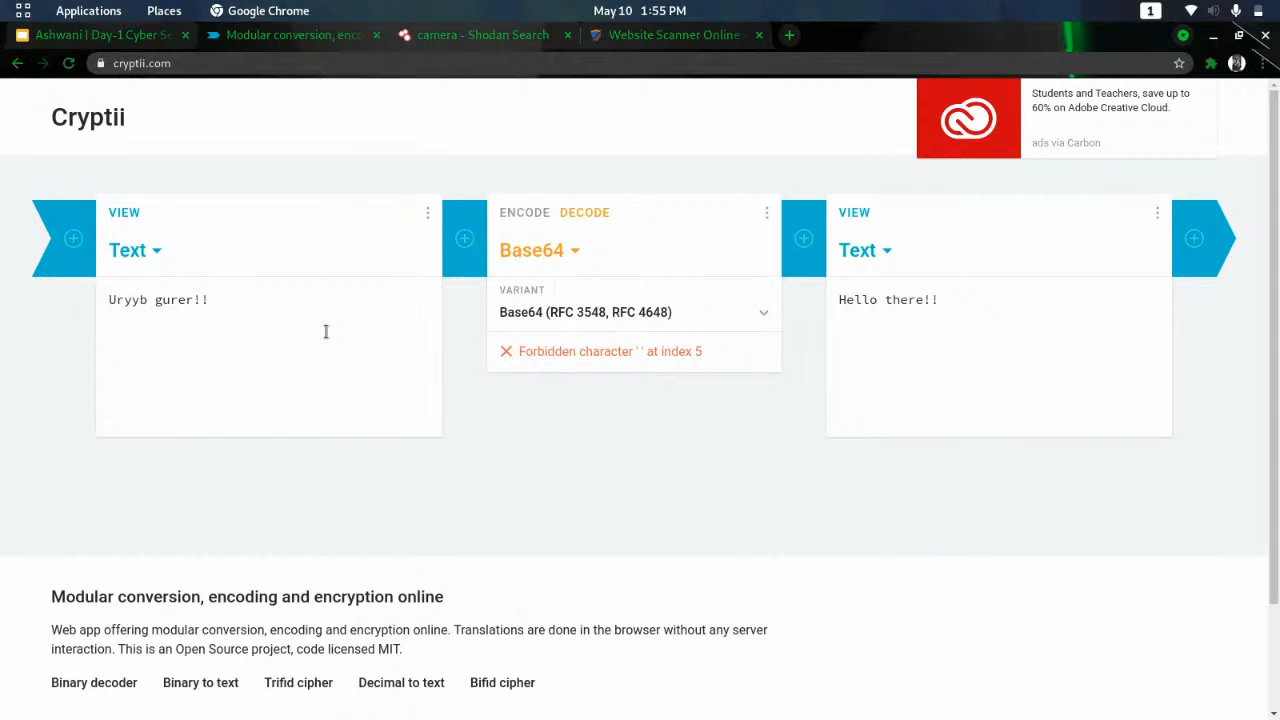 Applications Places Google Chrome May 10 1:55 PM 1
Ashwani | Day-1 Cyber Se Modular conversion, enco camera - Shodan Search Website Scanner Online
cryptii.com
Cryptii
Students and Teachers, save up to
60% on Adobe Creative Cloud.
ads via Carbon
VIEW
Text
Uryyb gurer!!
ENCODE DECODE
Base64
VARIANT
Base64 (RFC 3548, RFC 4648)
Forbidden character ' ' at index 5
VIEW
Text
Hello there!!
Modular conversion, encoding and encryption online
Web app offering modular conversion, encoding and encryption online. Translations are done in the browser without any server
interaction. This is an Open Source project, code licensed MIT.
Binary decoder Binary to text Trifid cipher Decimal to text Bifid cipher